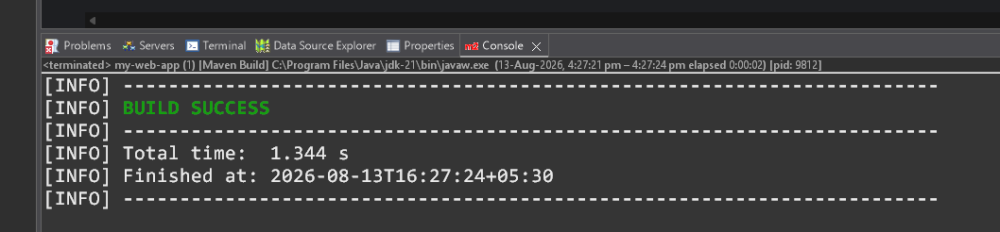 Problems Servers Terminal Data Source Explorer Properties Console
<terminated> my-web-app (1) [Maven Build] C:\Program Files\Java\jdk-21\bin\javaw.exe (13-Aug-2026, 4:27:21 pm – 4:27:24 pm elapsed 0:00:02) [pid: 9812]
[INFO] ------------------------------------------------------------------------
[INFO] BUILD SUCCESS
[INFO] ------------------------------------------------------------------------
[INFO] Total time:  1.344 s
[INFO] Finished at: 2026-08-13T16:27:24+05:30
[INFO] ------------------------------------------------------------------------